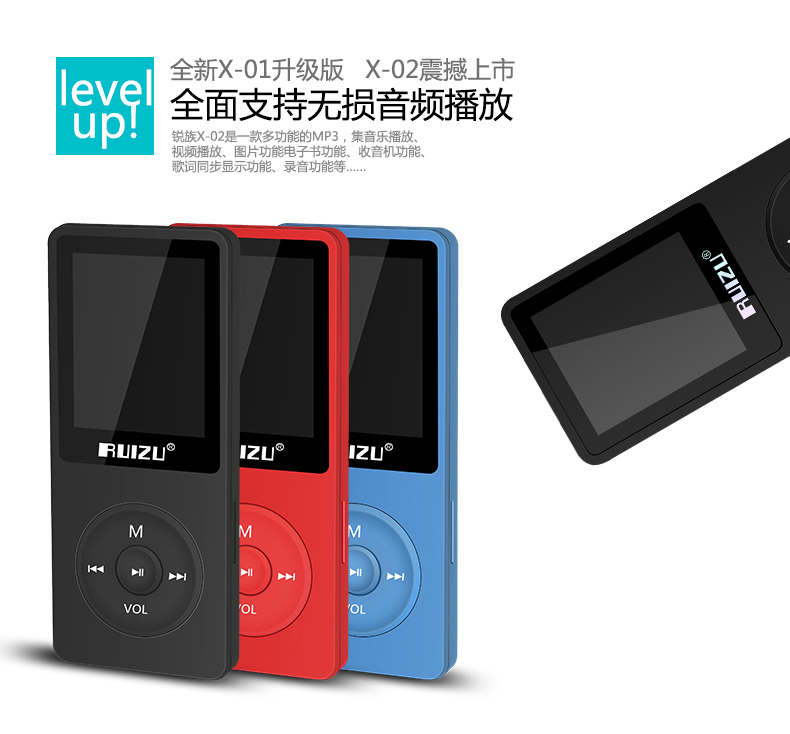 level
up!
全新X-01升级版 X-02震撼上市
全面支持无损音频播放
锐族X-02是一款多功能的MP3，集音乐播放、
视频播放、图片功能电子书功能、收音机功能、
歌词同步显示功能、录音功能等......
RUIZU®
IZU®
IZU®
RUIZU®
M
VOL
M
VOL
M
VOL